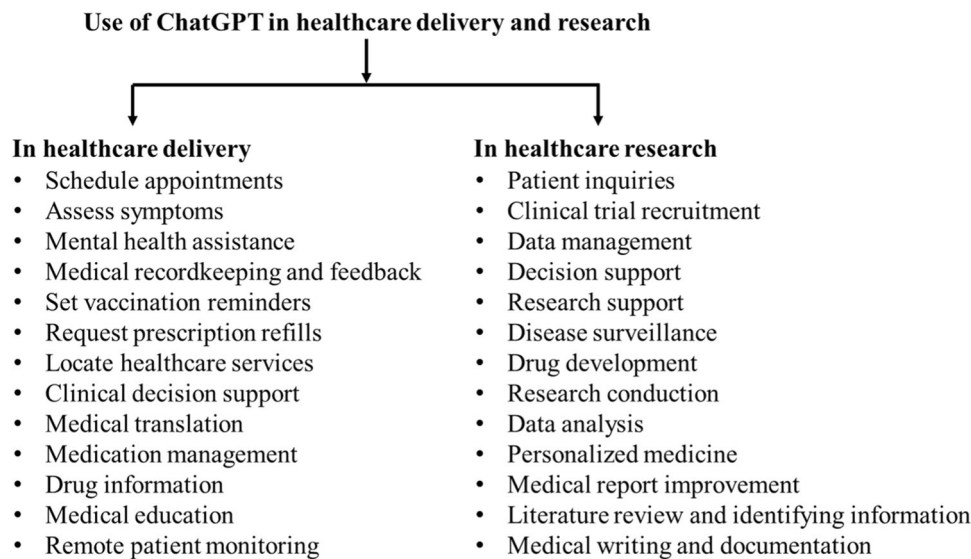 Use of ChatGPT in healthcare delivery and research
In healthcare delivery
• Schedule appointments
• Assess symptoms
• Mental health assistance
• Medical recordkeeping and feedback
• Set vaccination reminders
• Request prescription refills
• Locate healthcare services
• Clinical decision support
• Medical translation
• Medication management
• Drug information
• Medical education
• Remote patient monitoring
In healthcare research
• Patient inquiries
• Clinical trial recruitment
• Data management
• Decision support
• Research support
• Disease surveillance
• Drug development
• Research conduction
• Data analysis
• Personalized medicine
• Medical report improvement
• Literature review and identifying information
• Medical writing and documentation